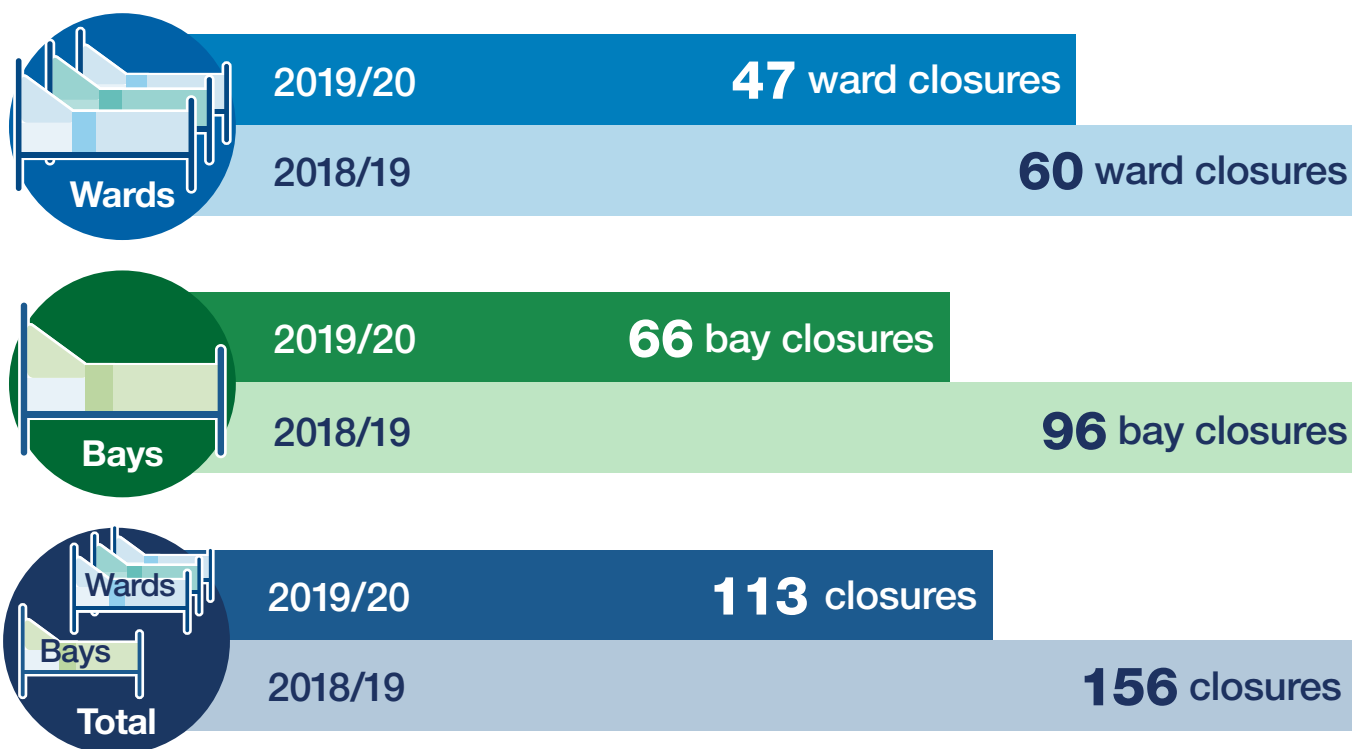 Wards
2019/20 47 ward closures
2018/19 60 ward closures
Bays
2019/20 66 bay closures
2018/19 96 bay closures
Wards
Bays
Total
2019/20 113 closures
2018/19 156 closures